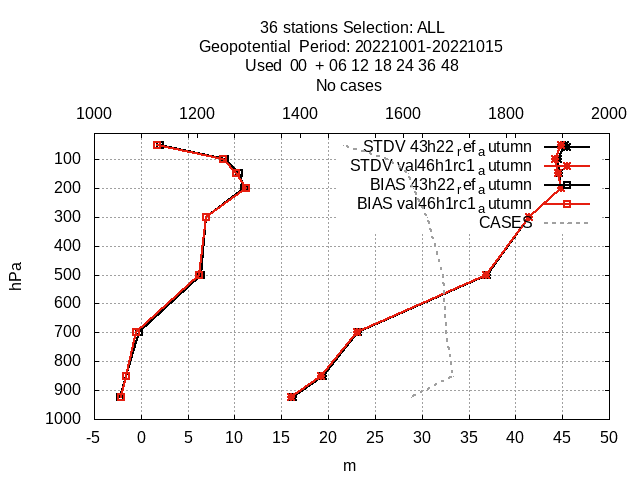 36 stations Selection: ALL
Geopotential Period: 20221001-20221015
Used 00 + 06 12 18 24 36 48
No cases
1000 1200 1400 1600 1800 2000
STDV 43h22_ref_autumn
STDV val46h1rc1_autumn
BIAS 43h22_ref_autumn
BIAS val46h1rc1_autumn
CASES
100
200
300
400
500
600
700
800
900
1000
hPa
-5 0 5 10 15 20 25 30 35 40 45 50
m